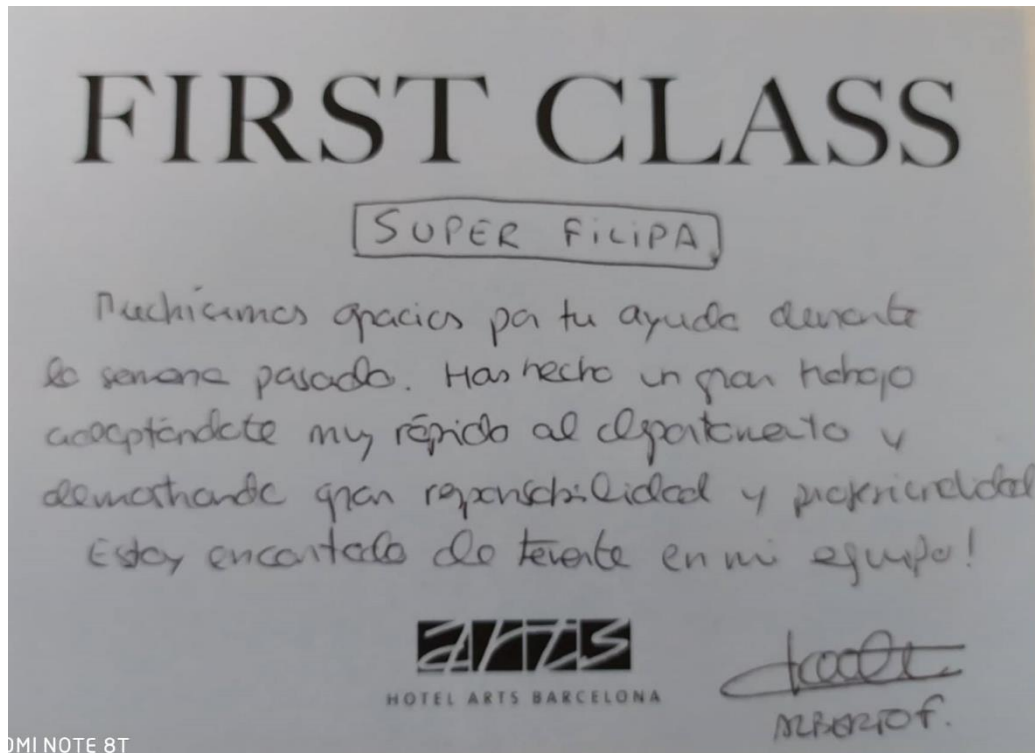 FIRST CLASS
SUPER FILIPA
Muchísimas gracias por tu ayuda durante
la semana pasada. Has hecho un gran trabajo
adaptándote muy rápido al departamento y
demostrando gran responsabilidad y profesionalidad
Estoy encantado de tenerte en mi equipo!
arts
HOTEL ARTS BARCELONA
ALBERTO F.
OMI NOTE 8T